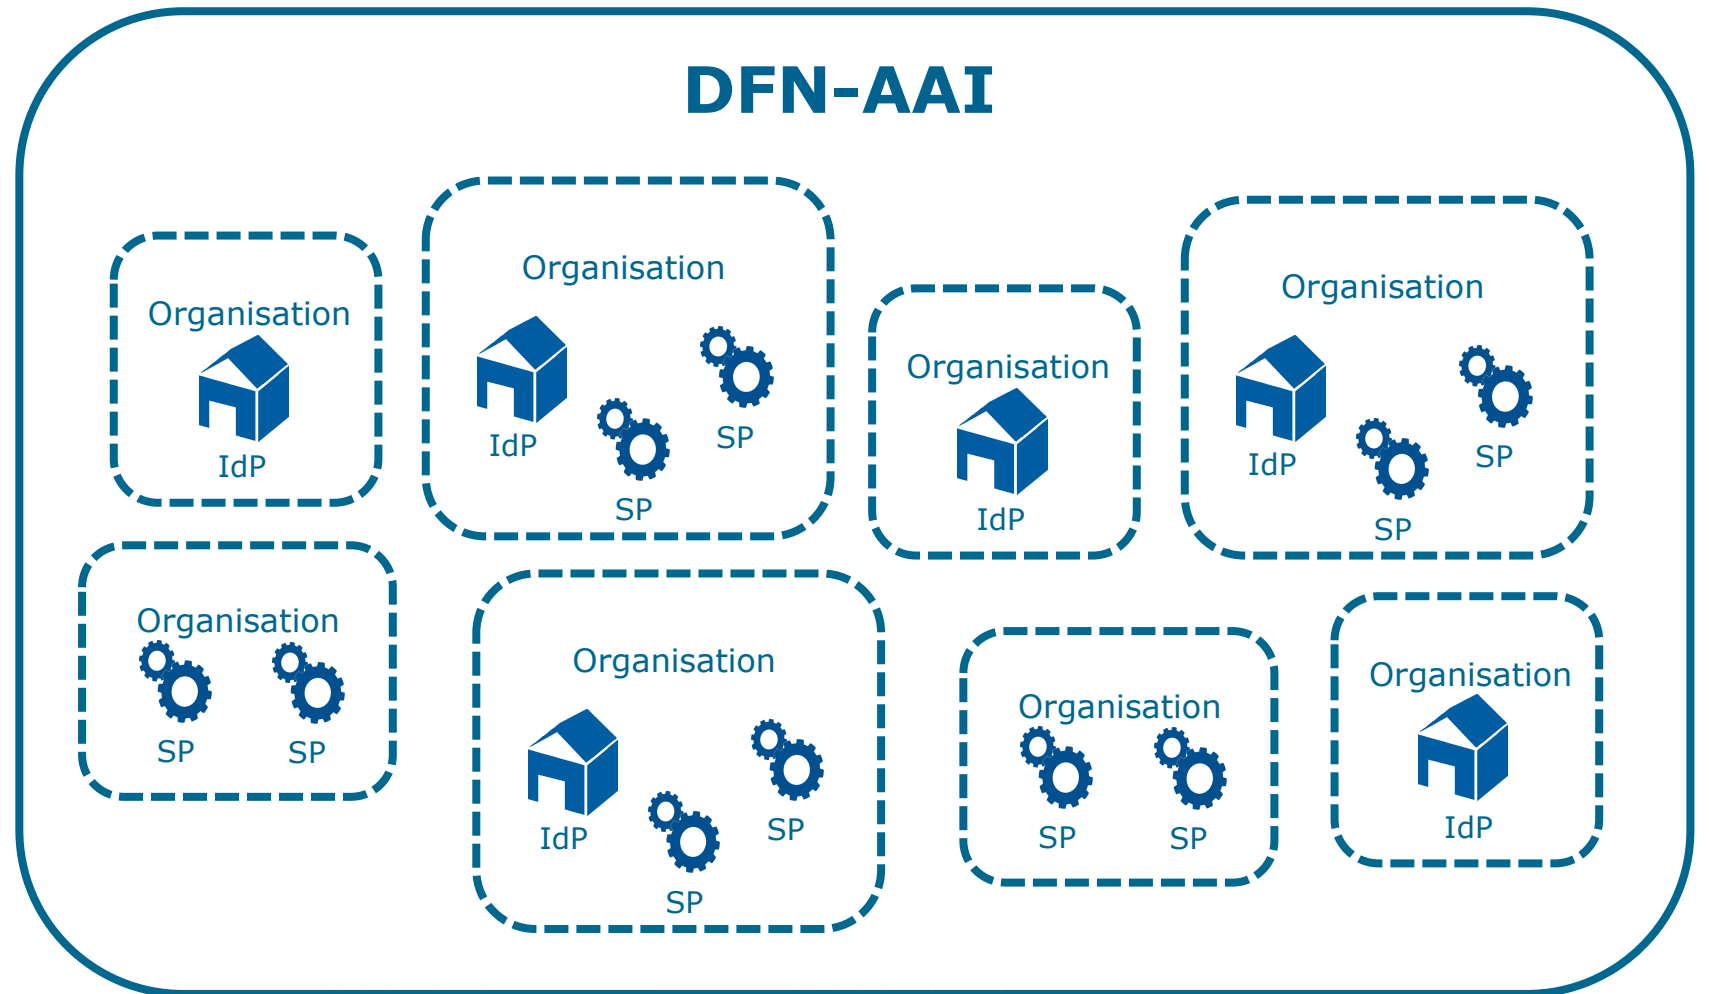 DFN-AAI
Organisation
IdP
Organisation
IdP
SP
SP
Organisation
IdP
Organisation
IdP
SP
SP
Organisation
SP
SP
Organisation
IdP
SP
SP
Organisation
SP
SP
Organisation
IdP